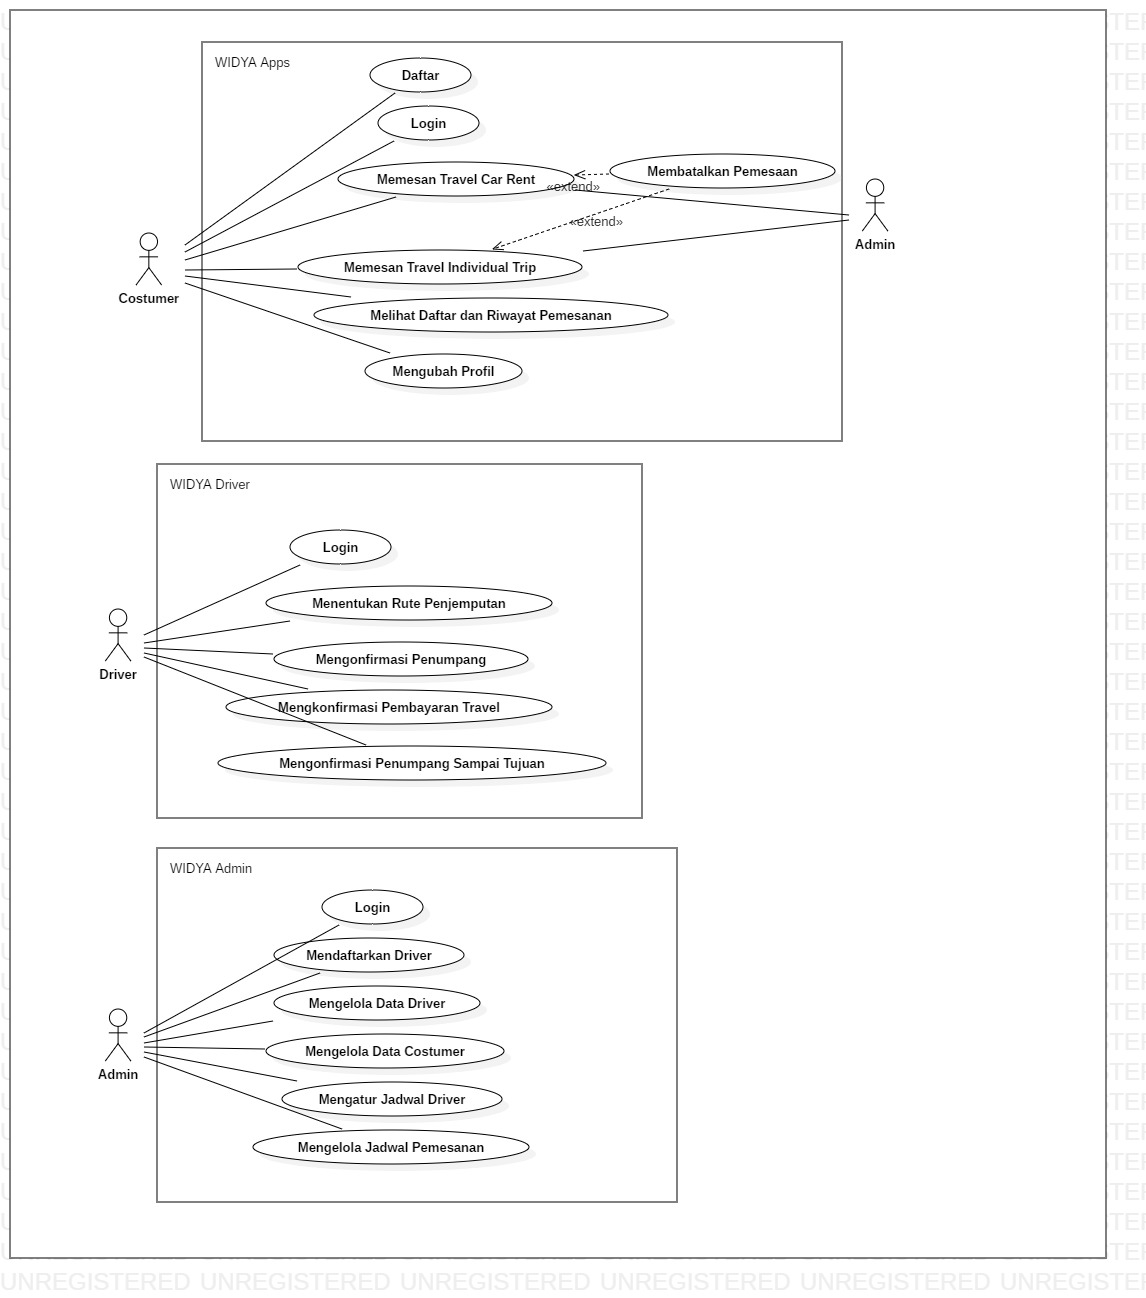 WIDYA Apps
Daftar
Login
Memesan Travel Car Rent
Membatalkan Pemesaan
«extend»
«extend»
Admin
Memesan Travel Individual Trip
Costumer
Melihat Daftar dan Riwayat Pemesanan
Mengubah Profil
WIDYA Driver
Login
Menentukan Rute Penjemputan
Driver
Mengonfirmasi Penumpang
Mengkonfirmasi Pembayaran Travel
Mengonfirmasi Penumpang Sampai Tujuan
WIDYA Admin
Login
Mendaftarkan Driver
Mengelola Data Driver
Mengelola Data Costumer
Admin
Mengatur Jadwal Driver
Mengelola Jadwal Pemesanan
UNREGISTERED UNREGISTERED UNREGISTERED UNREGISTERED UNREGISTERED UNREGISTE